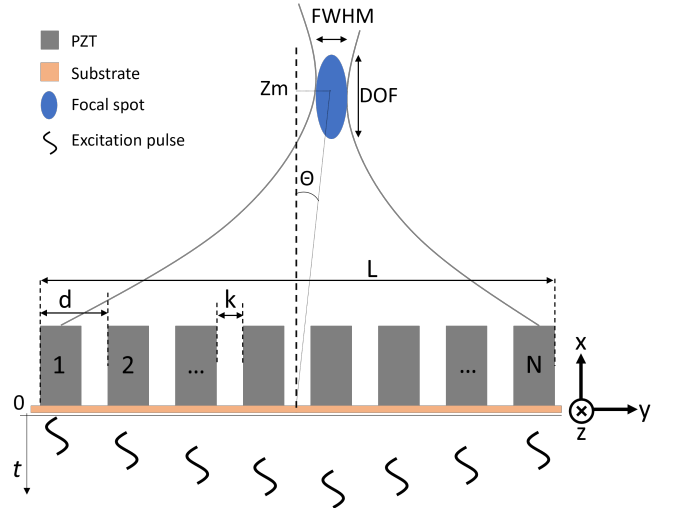 FWHM
PZT
Substrate
Focal spot
Excitation pulse
Zm
DOF
Θ
L
d
k
1
2
...
...
N
0
t
x
y
z